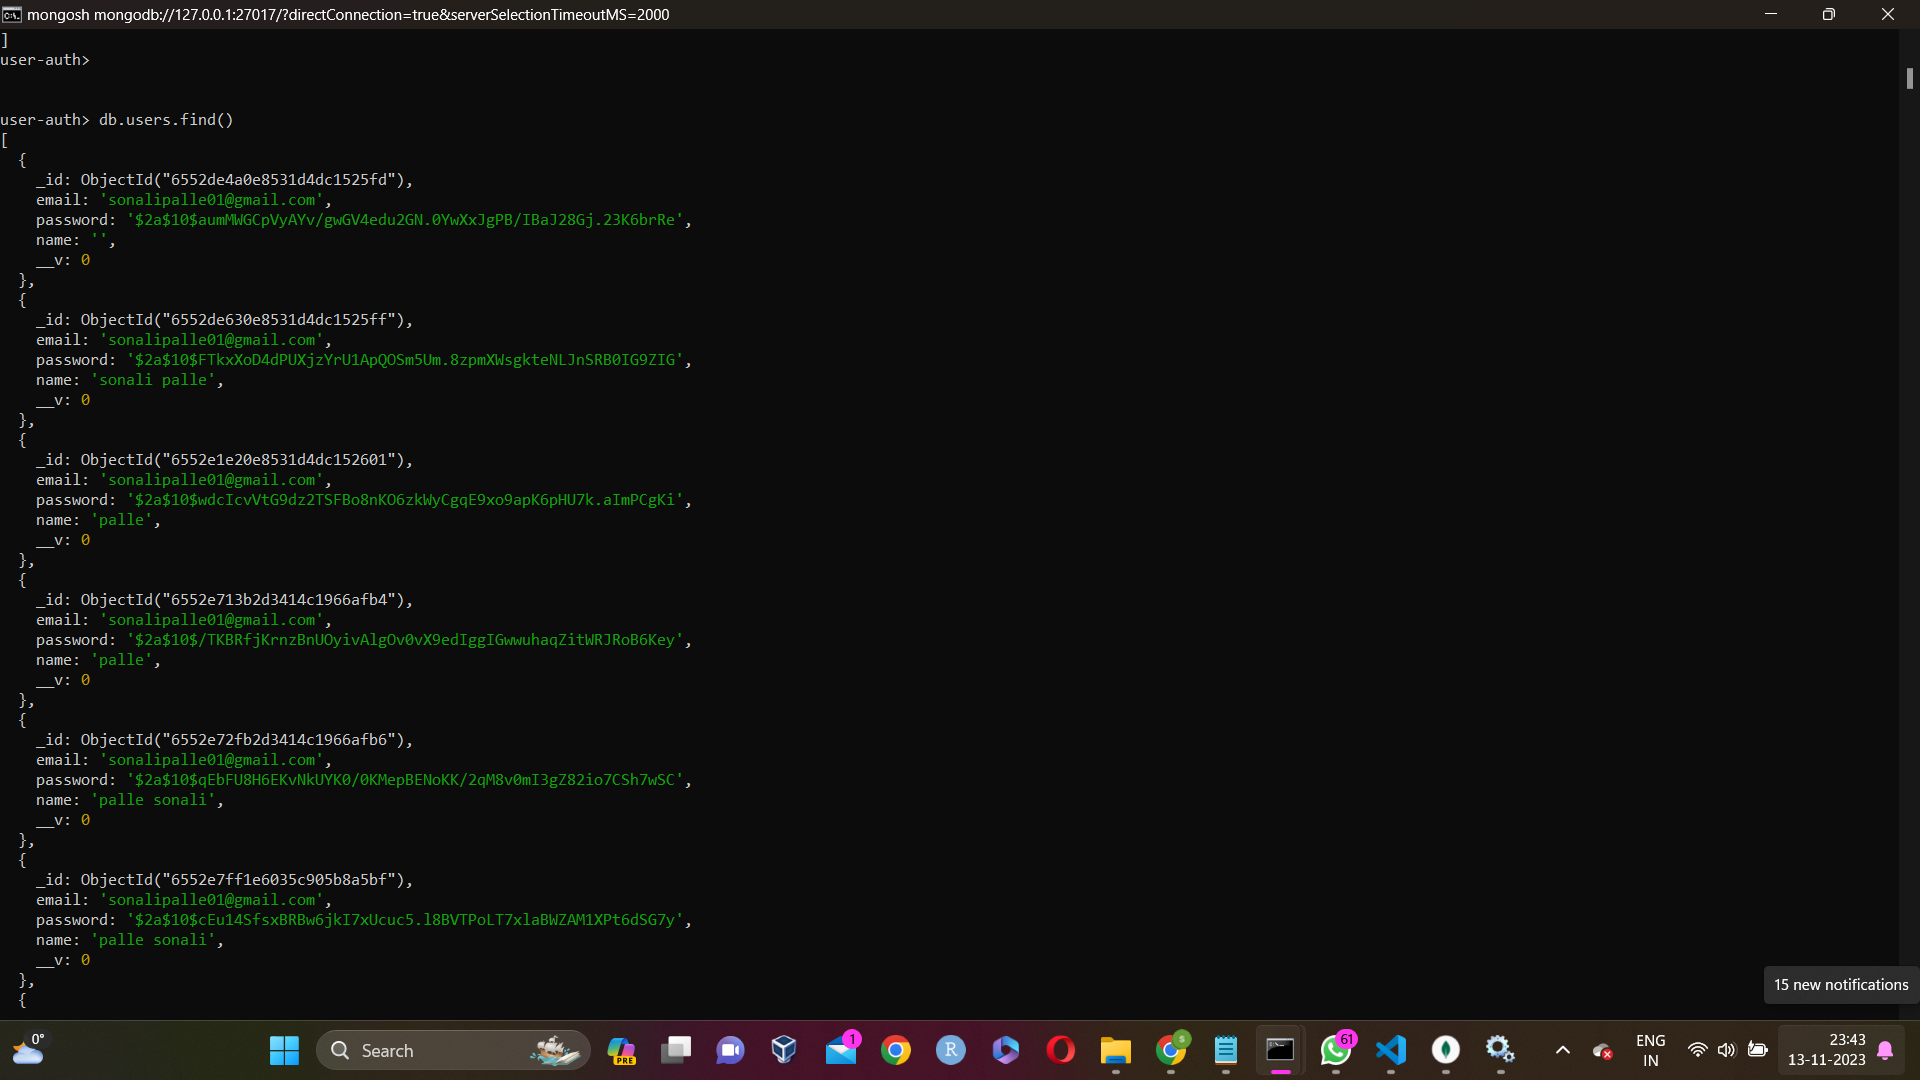 mongosh mongodb://127.0.0.1:27017/?directConnection=true&serverSelectionTimeoutMS=2000
]
user-auth>
user-auth> db.users.find()
[
  {
    _id: ObjectId("6552de4a0e8531d4dc1525fd"),
    email: 'sonalipalle01@gmail.com',
    password: '$2a$10$aumMWGCpVyAYv/gwGV4edu2GN.0YwXxJgPB/IBaJ28Gj.23K6brRe',
    name: '',
    __v: 0
  },
  {
    _id: ObjectId("6552de630e8531d4dc1525ff"),
    email: 'sonalipalle01@gmail.com',
    password: '$2a$10$FTkxXoD4dPUXjzYrU1ApQOSm5Um.8zpmXWsgkteNLJnSRB0IG9ZIG',
    name: 'sonali palle',
    __v: 0
  },
  {
    _id: ObjectId("6552e1e20e8531d4dc152601"),
    email: 'sonalipalle01@gmail.com',
    password: '$2a$10$wdcIcvVtG9dz2TSFBo8nKO6zkWyCgqE9xo9apK6pHU7k.aImPCgKi',
    name: 'palle',
    __v: 0
  },
  {
    _id: ObjectId("6552e713b2d3414c1966afb4"),
    email: 'sonalipalle01@gmail.com',
    password: '$2a$10$/TKBRfjKrnzBnUOyivAlgOv0vX9edIggIGwwuhaqZitWRJRoB6Key',
    name: 'palle',
    __v: 0
  },
  {
    _id: ObjectId("6552e72fb2d3414c1966afb6"),
    email: 'sonalipalle01@gmail.com',
    password: '$2a$10$qEbFU8H6EKvNkUYK0/0KMepBENoKK/2qM8v0mI3gZ82io7CSh7wSC',
    name: 'palle sonali',
    __v: 0
  },
  {
    _id: ObjectId("6552e7ff1e6035c905b8a5bf"),
    email: 'sonalipalle01@gmail.com',
    password: '$2a$10$cEu14SfsxBRBw6jkI7xUcuc5.l8BVTPoLT7xlaBWZAM1XPt6dSG7y',
    name: 'palle sonali',
    __v: 0
  },
  {
15 new notifications
0°
Search
PRE
1
R
S
61
ENG
IN
23:43
13-11-2023